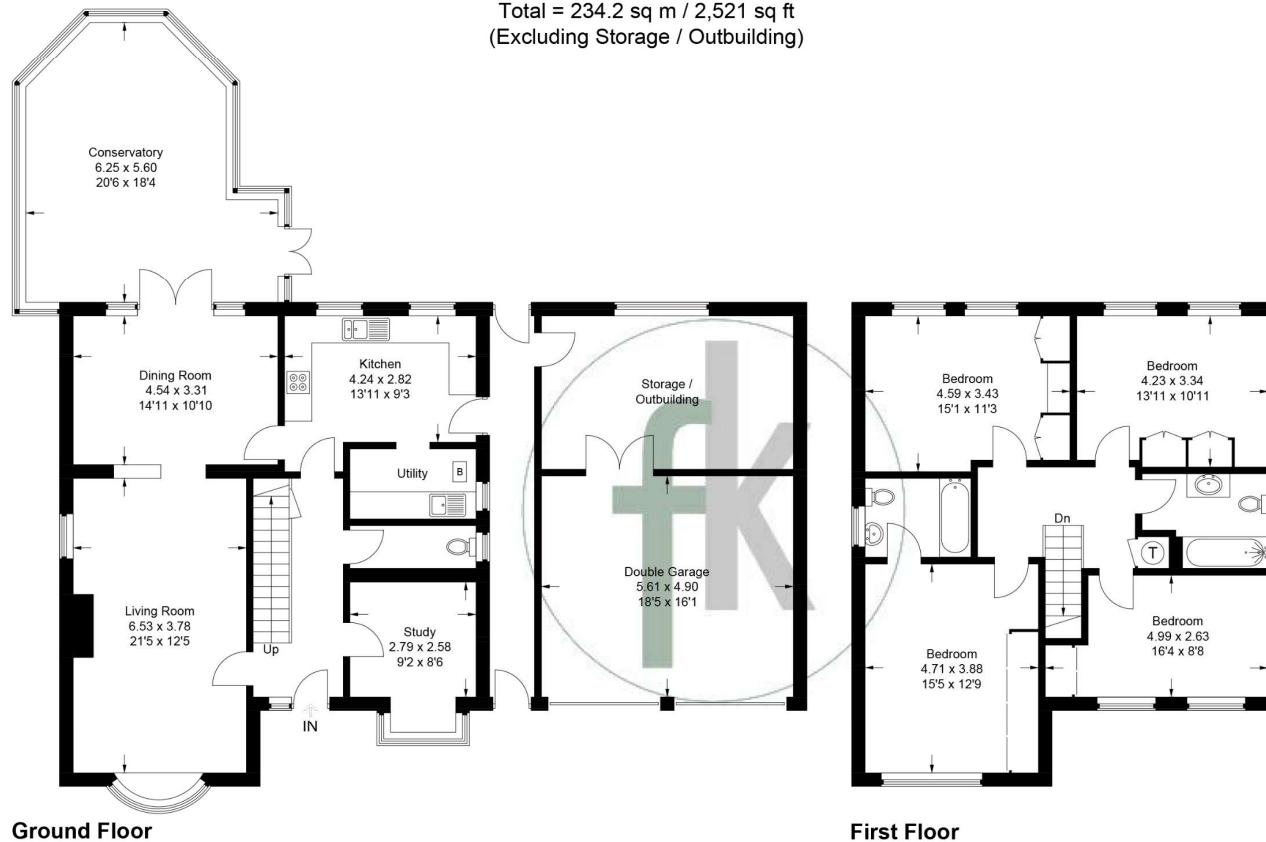 Total = 234.2 sq m / 2,521 sq ft
(Excluding Storage / Outbuilding)
Conservatory
6.25 x 5.60
20'6 x 18'4
Dining Room
4.54 x 3.31
14'11 x 10'10
Kitchen
4.24 x 2.82
13'11 x 9'3
Utility
B
Living Room
6.53 x 3.78
21'5 x 12'5
Up
IN
Study
2.79 x 2.58
9'2 x 8'6
Storage /
Outbuilding
Double Garage
5.61 x 4.90
18'5 x 16'1
fk
Ground Floor
Bedroom
4.59 x 3.43
15'1 x 11'3
Bedroom
4.23 x 3.34
13'11 x 10'11
Dn
T
Bedroom
4.71 x 3.88
15'5 x 12'9
Bedroom
4.99 x 2.63
16'4 x 8'8
First Floor